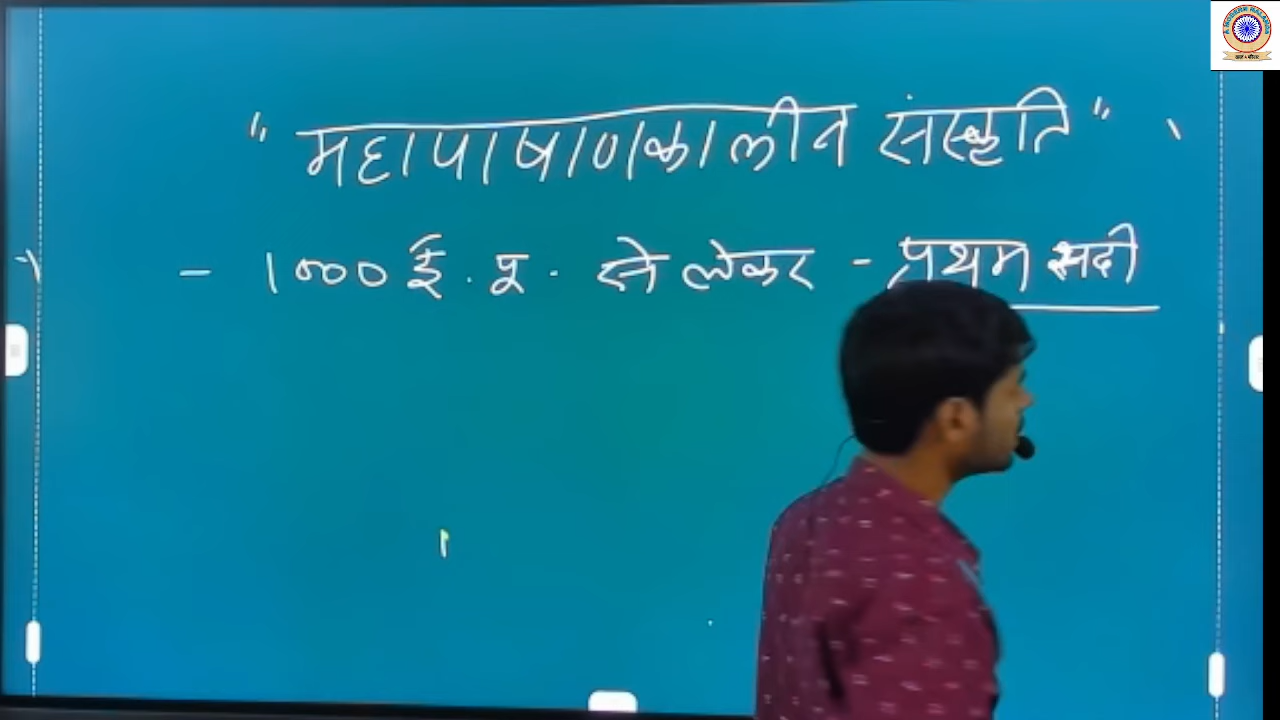 " महापाषाणकालीन संस्कृति "
- 1000 ई. पू. से लेकर - प्रथम सदी